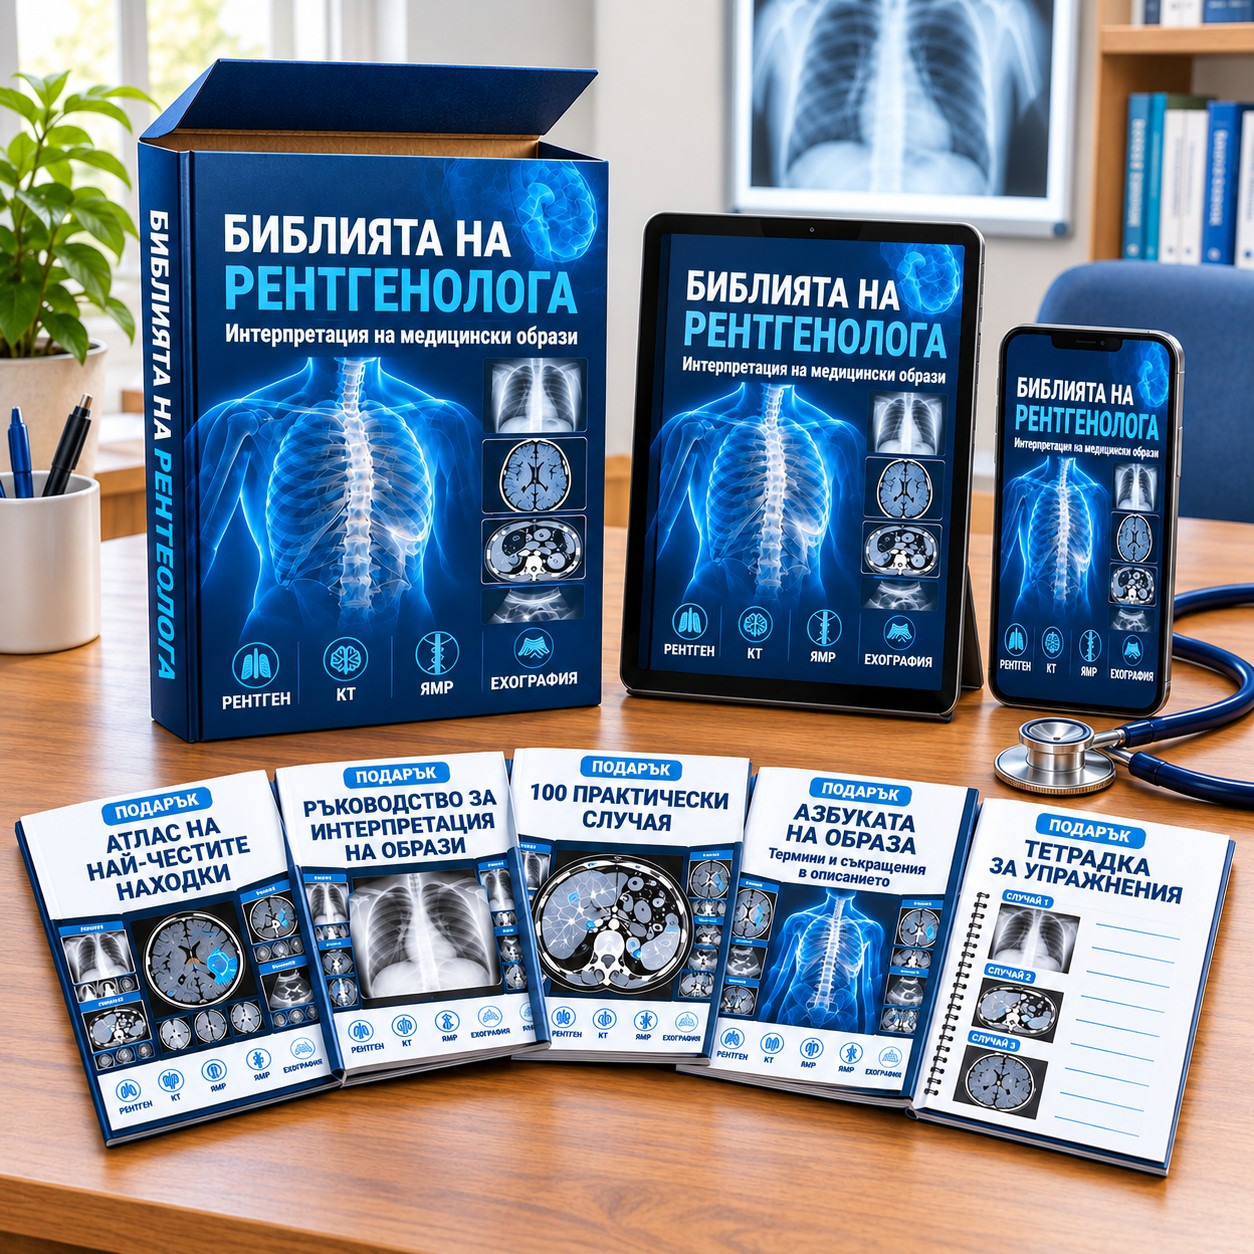 БИБЛИЯТА НА РЕНТГЕОЛОГА
БИБЛИЯТА НА
РЕНТГЕНОЛОГА
Интерпретация на медицински образи
РЕНТГЕН
КТ
ЯМР
ЕХОГРАФИЯ
БИБЛИЯТА НА
РЕНТГЕНОЛОГА
Интерпретация на медицински образи
РЕНТГЕН
КТ
ЯМР
ЕХОГРАФИЯ
БИБЛИЯТА НА
РЕНТГЕНОЛОГА
Интерпретация на медицински образи
РЕНТГЕН
КТ
ЯМР
ЕХОГРАФИЯ
ПОДАРЪК
АТЛАС НА
НАЙ-ЧЕСТИТЕ
НАХОДКИ
РЕНТГЕН
КТ
ЯМР
ЯМР
ЕХОГРАФИЯ
ПОДАРЪК
РЪКОВОДСТВО ЗА
ИНТЕРПРЕТАЦИЯ
НА ОБРАЗИ
РЕНТГЕН
КТ
ЯМР
ЕХОГРАФИЯ
ПОДАРЪК
100 ПРАКТИЧЕСКИ
СЛУЧАЯ
РЕНТГЕН
КТ
ЯМР
ЕХОГРАФИЯ
ПОДАРЪК
АЗБУКАТА
НА ОБРАЗА
Термини и съкращения
в описанието
РЕНТГЕН
КТ
ЯМР
ЯМР
ЕХОГРАФИЯ
ПОДАРЪК
ТЕТРАДКА
ЗА УПРАЖНЕНИЯ
СЛУЧАЙ 1
СЛУЧАЙ 2
СЛУЧАЙ 3